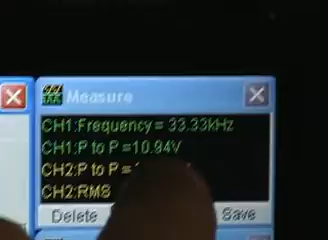 Measure
CH1:Frequency = 33.33kHz
CH1:P to P =10.94V
CH2:P to P =
CH2:RMS
Delete Save